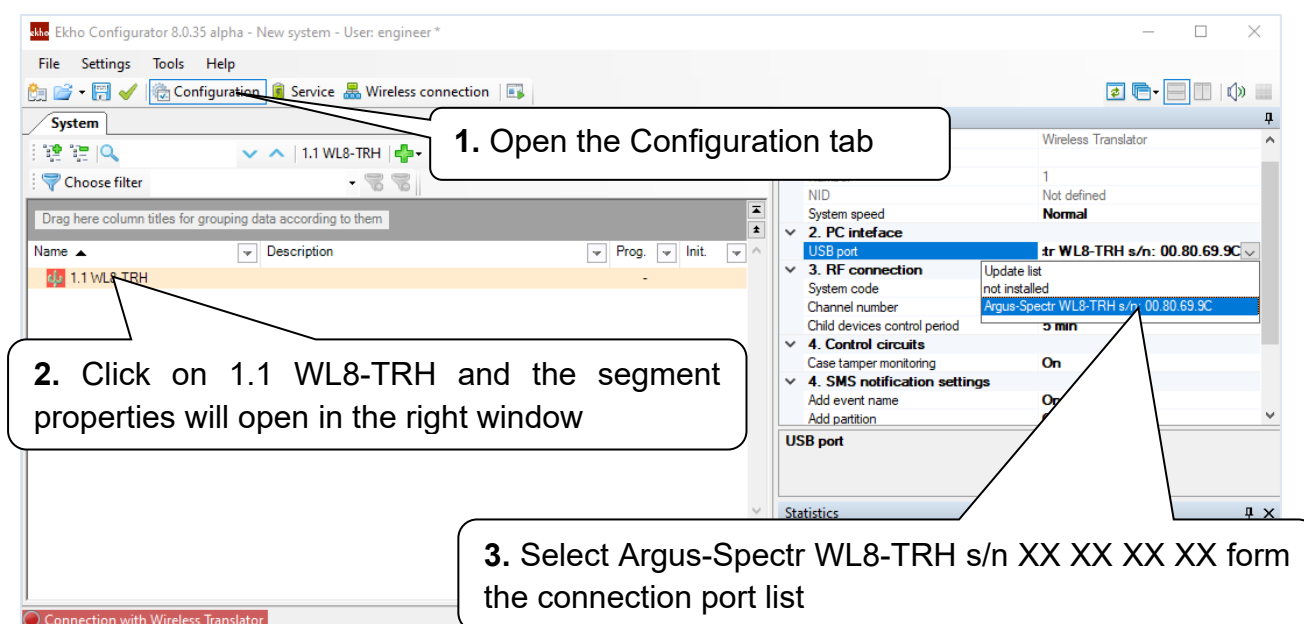 ekho Ekho Configurator 8.0.35 alpha - New system - User: engineer *
File Settings Tools Help
Configuration Service Wireless connection
System
1. Open the Configuration tab
1.1 WL8-TRH
Choose filter
Drag here column titles for grouping data according to them
Name Description Prog. Init.
1.1 WL8-TRH -
2. Click on 1.1 WL8-TRH and the segment
properties will open in the right window
Wireless Translator
1
NID Not defined
System speed Normal
2. PC inteface
USB port :tr WL8-TRH s/n: 00.80.69.9C
3. RF connection
System code
Channel number
Child devices control period 5 min
Update list
not installed
Argus-Spectr WL8-TRH s/n: 00.80.69.9C
4. Control circuits
Case tamper monitoring On
4. SMS notification settings
Add event name On
Add partition
USB port
Statistics
3. Select Argus-Spectr WL8-TRH s/n XX XX XX XX form
the connection port list
Connection with Wireless Translator